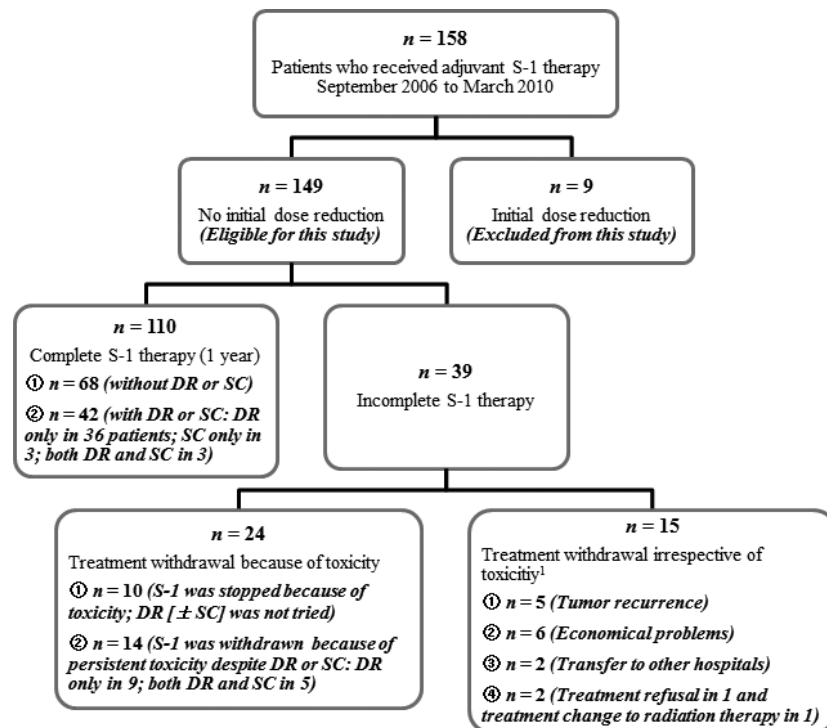 n = 158
Patients who received adjuvant S-1 therapy
September 2006 to March 2010
n = 149
No initial dose reduction
(Eligible for this study)
n = 9
Initial dose reduction
(Excluded from this study)
n = 110
Complete S-1 therapy (1 year)
① n = 68 (without DR or SC)
② n = 42 (with DR or SC: DR
only in 36 patients; SC only in
3; both DR and SC in 3)
n = 39
Incomplete S-1 therapy
n = 24
Treatment withdrawal because of toxicity
① n = 10 (S-1 was stopped because of
toxicity; DR [± SC] was not tried)
② n = 14 (S-1 was withdrawn because of
persistent toxicity despite DR or SC: DR
only in 9; both DR and SC in 5)
n = 15
Treatment withdrawal irrespective of
toxicitiy¹
① n = 5 (Tumor recurrence)
② n = 6 (Economical problems)
③ n = 2 (Transfer to other hospitals)
④ n = 2 (Treatment refusal in 1 and
treatment change to radiation therapy in 1)